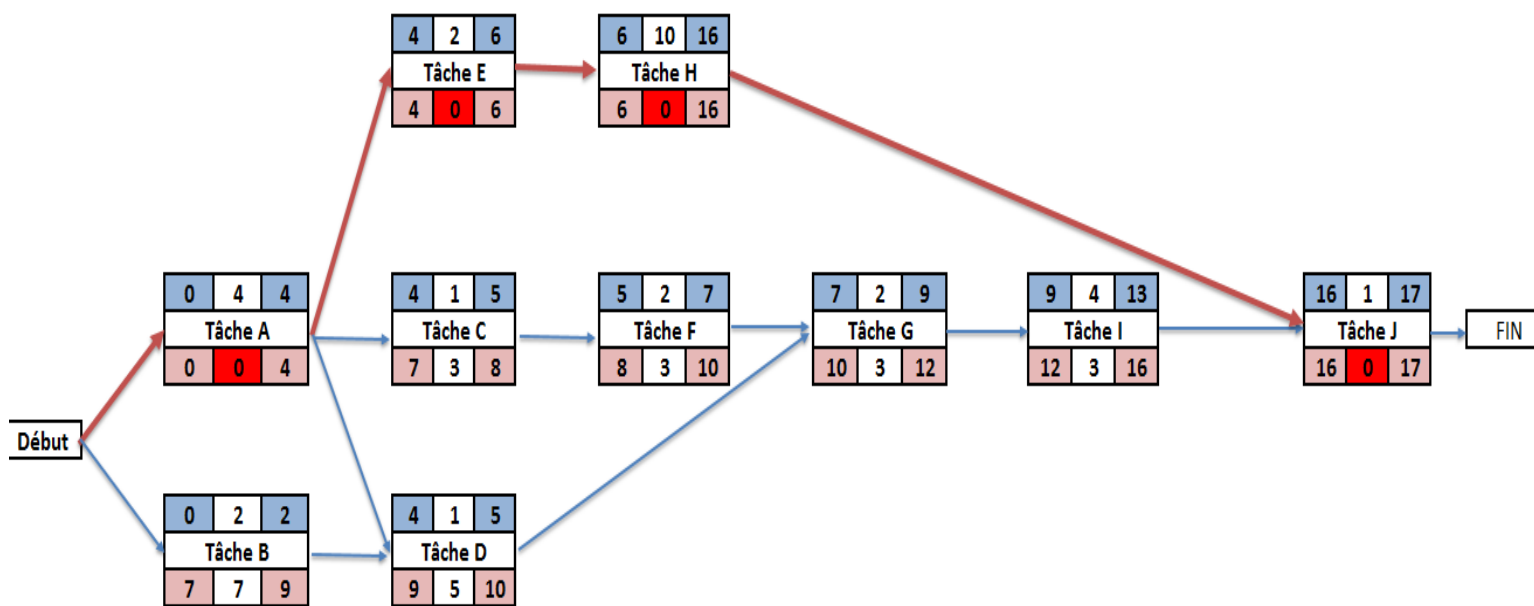 4 2 6
Tâche E
4 0 6
6 10 16
Tâche H
6 0 16
0 4 4
Tâche A
0 0 4
4 1 5
Tâche C
7 3 8
5 2 7
Tâche F
8 3 10
7 2 9
Tâche G
10 3 12
9 4 13
Tâche I
12 3 16
16 1 17
Tâche J
16 0 17
FIN
Début
0 2 2
Tâche B
7 7 9
4 1 5
Tâche D
9 5 10